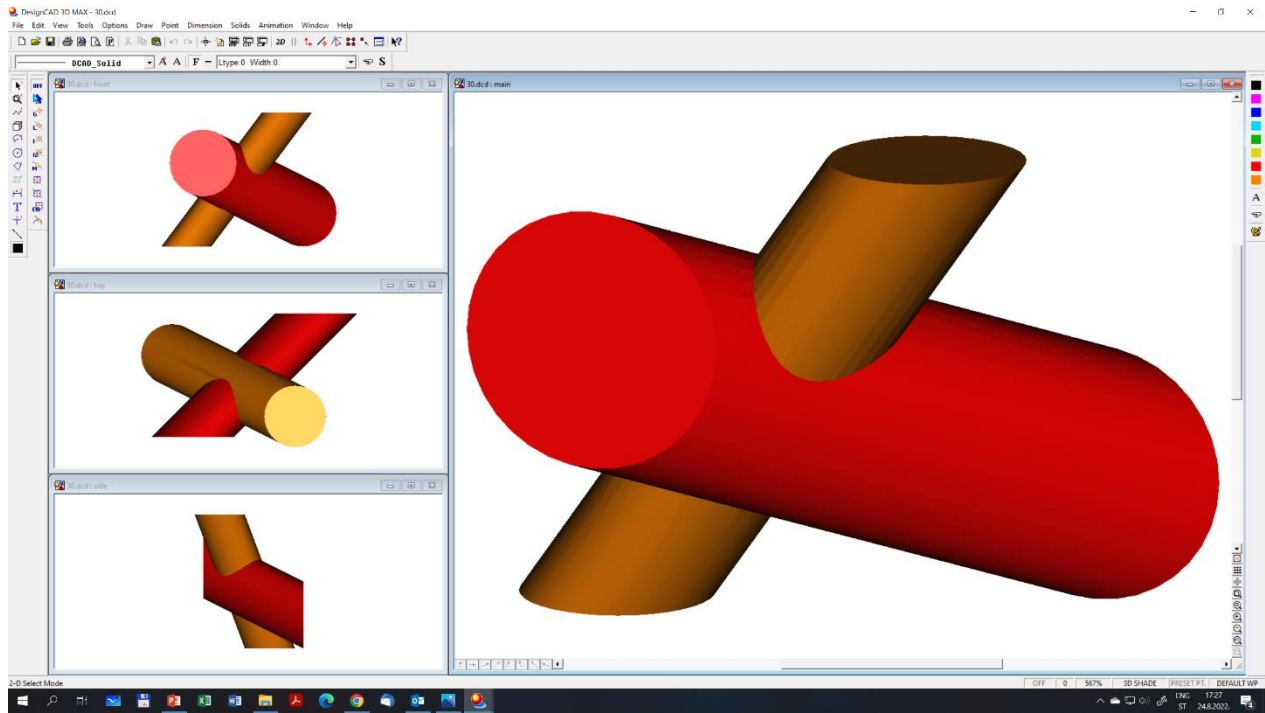 DesignCAD 3D MAX - 30.dcd
File Edit View Tools Options Draw Point Dimension Solids Animation Window Help
2D
DCAD_Solid A A F Ltype:0 Width:0. S
30.dcd : front
30.dcd : main
OFF
A
T
30.dcd : top
30.dcd : side
2-D Select Mode
OFF 0 567% 3D SHADE PRESET PT. DEFAULT WP
ENG 17:27
ST 24.8.2022.